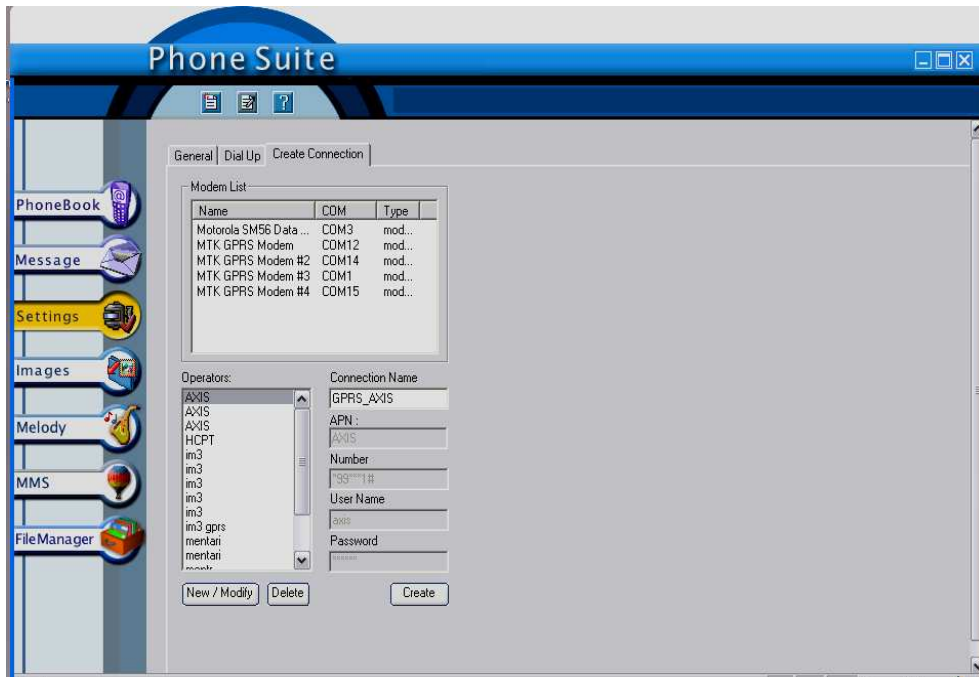 Phone Suite
?
General Dial Up Create Connection
Modem List
Name COM Type
Motorola SM56 Data ... COM3 mod...
MTK GPRS Modem COM12 mod...
MTK GPRS Modem #2 COM14 mod...
MTK GPRS Modem #3 COM1 mod...
MTK GPRS Modem #4 COM15 mod...
PhoneBook
Message
Settings
Images
Melody
MMS
FileManager
Operators:
AXIS
AXIS
AXIS
HCPT
im3
im3
im3
im3
im3
im3 gprs
mentari
mentari
Connection Name
GPRS_AXIS
APN :
AXIS
Number
*99***1#
User Name
axis
Password
******
New / Modify Delete Create